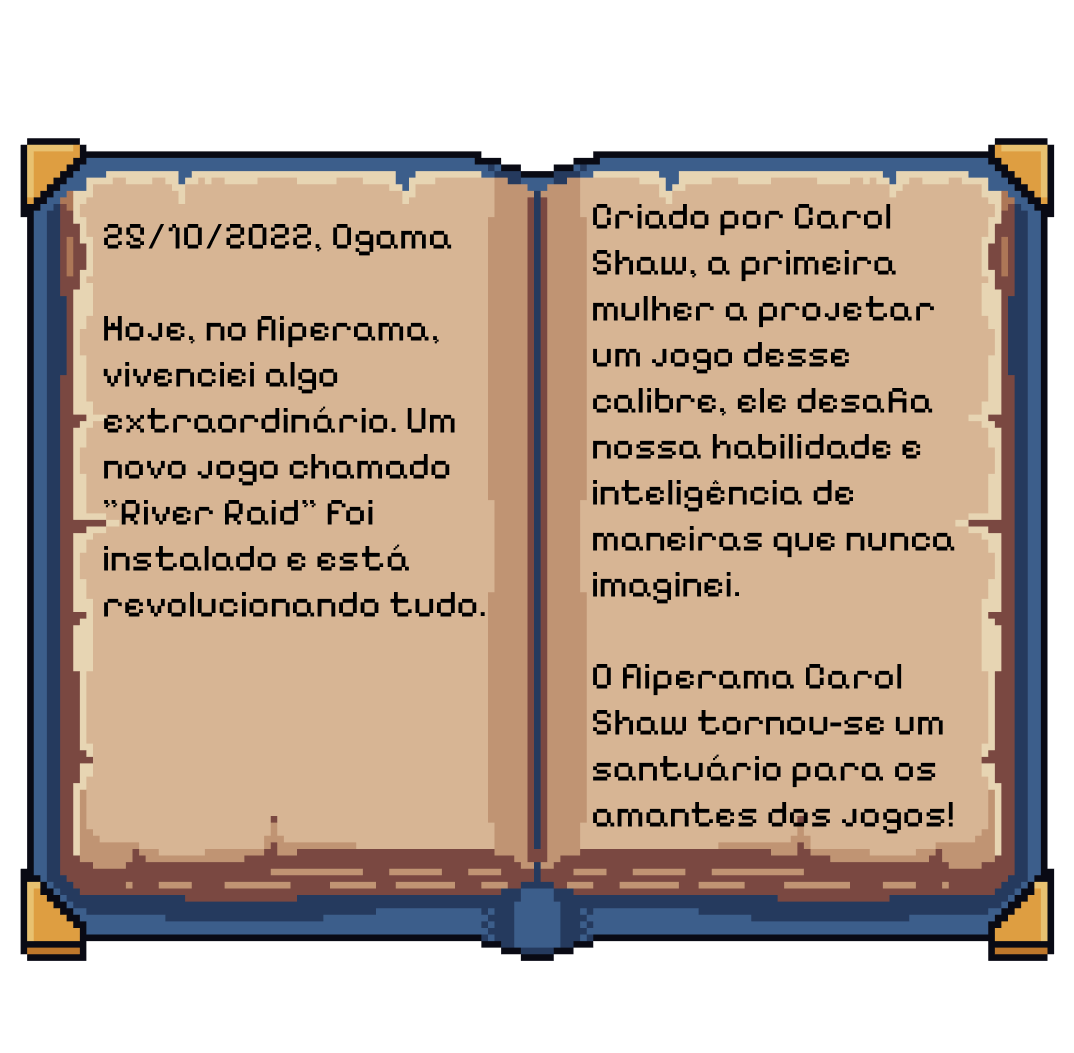 29/10/2022, Ogama
Hoje, no fliperama,
vivenciei algo
extraordinário. Um
novo jogo chamado
"River Raid" foi
instalado e está
revolucionando tudo.
Criado por Carol
Shaw, a primeira
mulher a projetar
um jogo desse
calibre, ele desafia
nossa habilidade e
inteligência de
maneiras que nunca
imaginei.
O fliperama Carol
Shaw tornou-se um
santuário para os
amantes dos jogos!